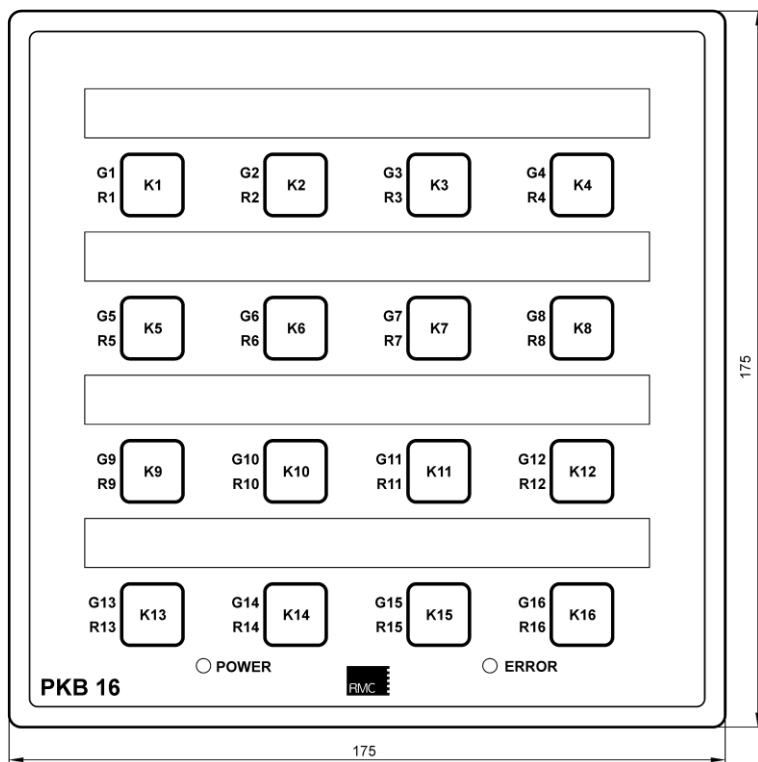 G1 K1 G2 K2 G3 K3 G4 K4
R1 R2 R3 R4
G5 K5 G6 K6 G7 K7 G8 K8
R5 R6 R7 R8
G9 K9 G10 K10 G11 K11 G12 K12
R9 R10 R11 R12
G13 K13 G14 K14 G15 K15 G16 K16
R13 R14 R15 R16
POWER ERROR
PKB 16 RMC
175
175